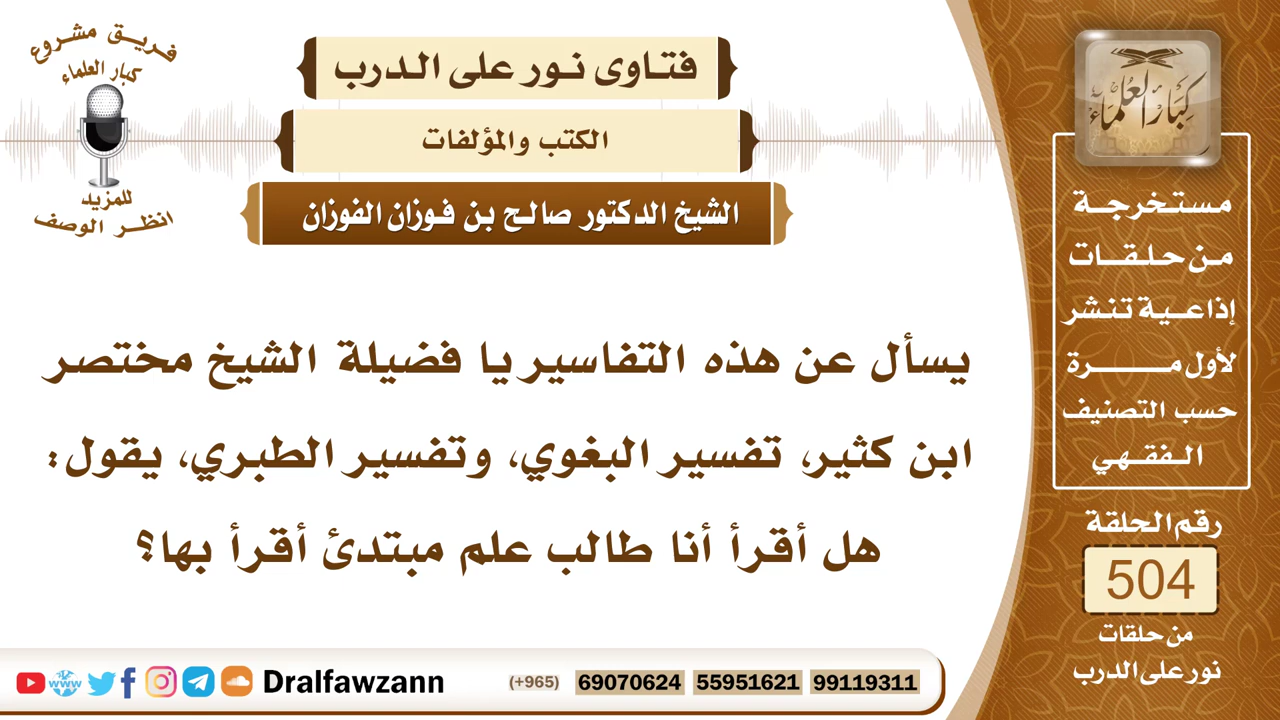 فريق مشروع
كبار العلماء
للمزيد
انظر الوصف
فتاوى نور على الدرب
الكتب والمؤلفات
الشيخ الدكتور صالح بن فوزان الفوزان
يسأل عن هذه التفاسير يا فضيلة الشيخ مختصر
ابن كثير، تفسير البغوي، وتفسير الطبري، يقول:
هل أقرأ أنا طالب علم مبتدئ أقرأ بها؟
كبار العلماء
مستخرجة
من حلقات
إذاعية تنشر
لأول مرة
حسب التصنيف
الفقهي
رقم الحلقة
504
من حلقات
نور على الدرب
www
Dralfawzann
(+965) 69070624 55951621 99119311